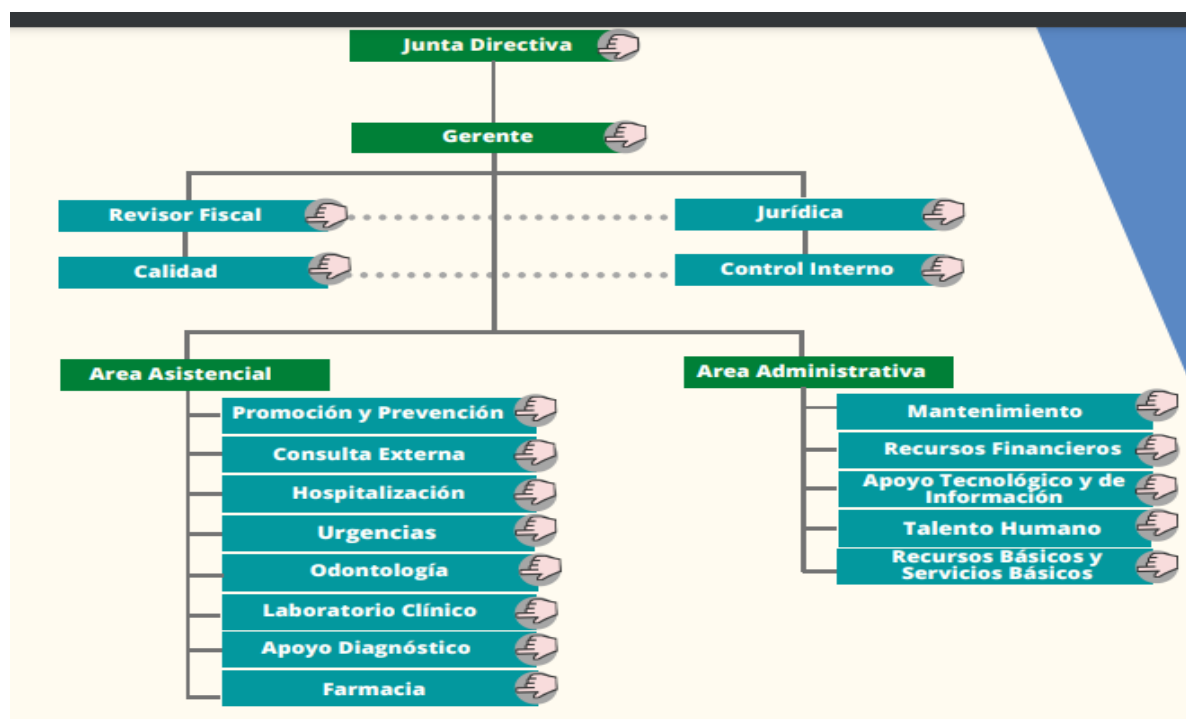 Junta Directiva
Gerente
Revisor Fiscal
Jurídica
Calidad
Control Interno
Area Asistencial
Promoción y Prevención
Consulta Externa
Hospitalización
Urgencias
Odontología
Laboratorio Clínico
Apoyo Diagnóstico
Farmacia
Area Administrativa
Mantenimiento
Recursos Financieros
Apoyo Tecnológico y de
Información
Talento Humano
Recursos Básicos y
Servicios Básicos